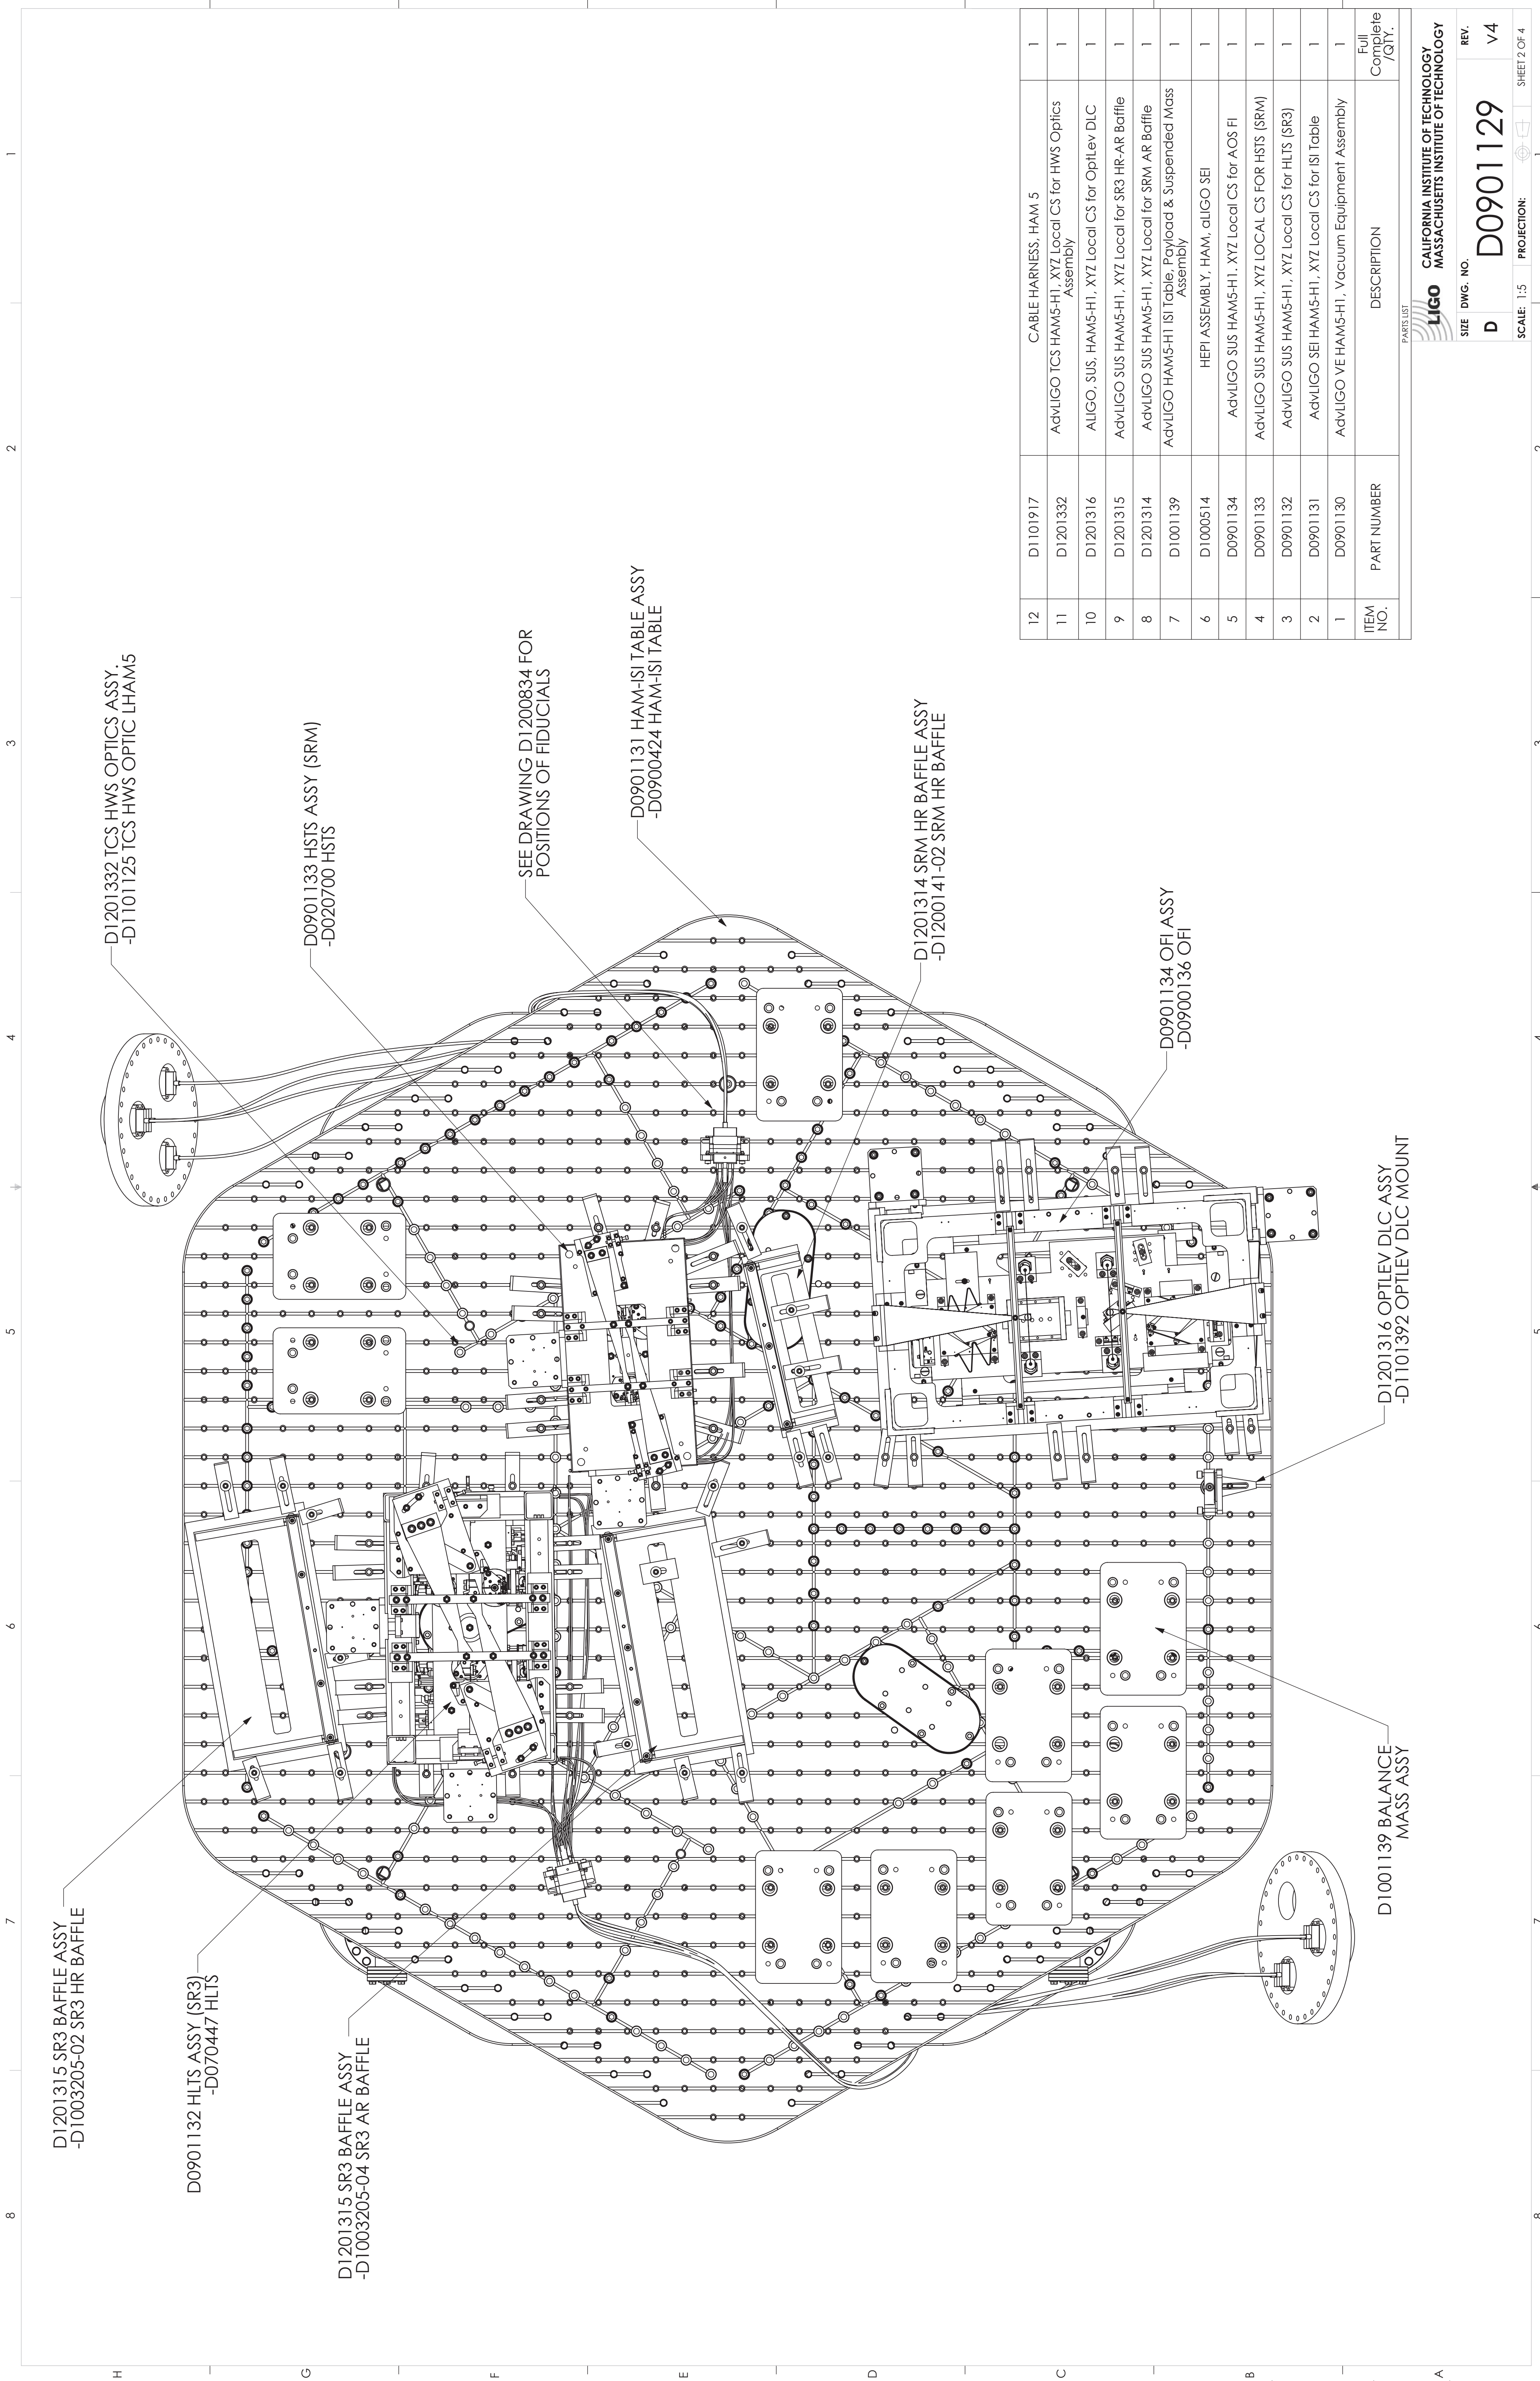 8
7
6
5
4
3
2
1
H
G
F
E
D
C
B
A
D1201315 SR3 BAFFLE ASSY
-D1003205-02 SR3 HR BAFFLE
D0901132 HLTS ASSY (SR3)
-D070447 HLTS
D1201315 SR3 BAFFLE ASSY
-D1003205-04 SR3 AR BAFFLE
D1201332 TCS HWS OPTICS ASSY.
-D1101125 TCS HWS OPTIC LHAM5
D0901133 HSTS ASSY (SRM)
-D020700 HSTS
SEE DRAWING D1200834 FOR
POSITIONS OF FIDUCIALS
D0901131 HAM-ISI TABLE ASSY
-D0900424 HAM-ISI TABLE
D1201314 SRM HR BAFFLE ASSY
-D1200141-02 SRM HR BAFFLE
D0901134 OFI ASSY
-D0900136 OFI
D1201316 OPTLEV DLC ASSY
-D1101392 OPTLEV DLC MOUNT
D1001139 BALANCE
MASS ASSY
12 D1101917 CABLE HARNESS, HAM 5 1
11 D1201332 AdvLIGO TCS HAM5-H1, XYZ Local CS for HWS Optics Assembly 1
10 D1201316 ALIGO, SUS, HAM5-H1, XYZ Local CS for OptLev DLC 1
9 D1201315 AdvLIGO SUS HAM5-H1, XYZ Local for SR3 HR-AR Baffle 1
8 D1201314 AdvLIGO SUS HAM5-H1, XYZ Local for SRM AR Baffle 1
7 D1001139 AdvLIGO HAM5-H1 ISI Table, Payload & Suspended Mass Assembly 1
6 D1000514 HEPI ASSEMBLY, HAM, aLIGO SEI 1
5 D0901134 AdvLIGO SUS HAM5-H1. XYZ Local CS for AOS FI 1
4 D0901133 AdvLIGO SUS HAM5-H1, XYZ LOCAL CS FOR HSTS (SRM) 1
3 D0901132 AdvLIGO SUS HAM5-H1, XYZ Local CS for HLTS (SR3) 1
2 D0901131 AdvLIGO SEI HAM5-H1, XYZ Local CS for ISI Table 1
1 D0901130 AdvLIGO VE HAM5-H1, Vacuum Equipment Assembly 1
ITEM NO. PART NUMBER DESCRIPTION Full Complete /QTY.
PARTS LIST
LIGO
CALIFORNIA INSTITUTE OF TECHNOLOGY
MASSACHUSETTS INSTITUTE OF TECHNOLOGY
SIZE DWG. NO. REV.
D D0901129 v4
SCALE: 1:5 PROJECTION: SHEET 2 OF 4